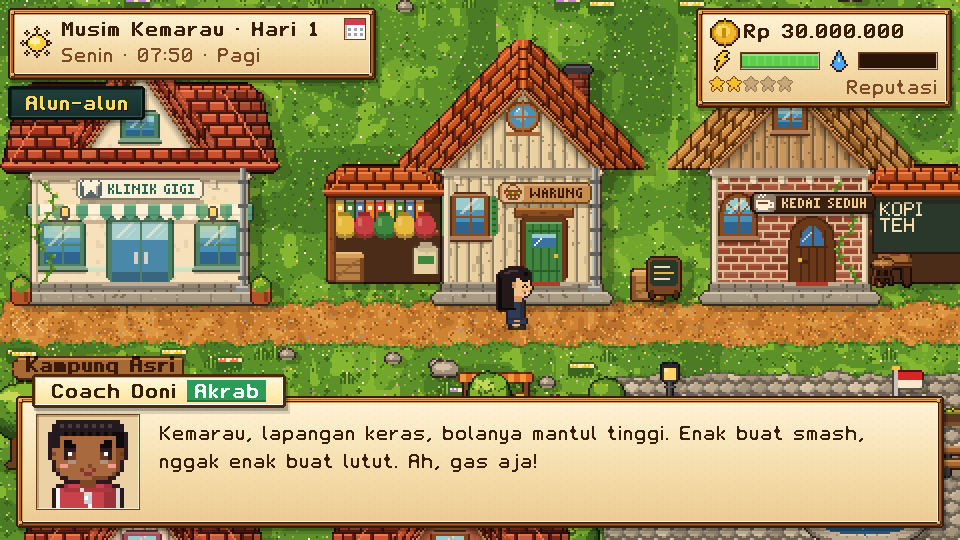 Musim Kemarau · Hari 1
Senin · 07:50 · Pagi
Rp 30.000.000
Reputasi
Alun-alun
KLINIK GIGI
WARUNG
KEDAI SEDUH
KOPI
TEH
Kampung Asri
Coach Doni Akrab
Kemarau, lapangan keras, bolanya mantul tinggi. Enak buat smash,
nggak enak buat lutut. Ah, gas aja!